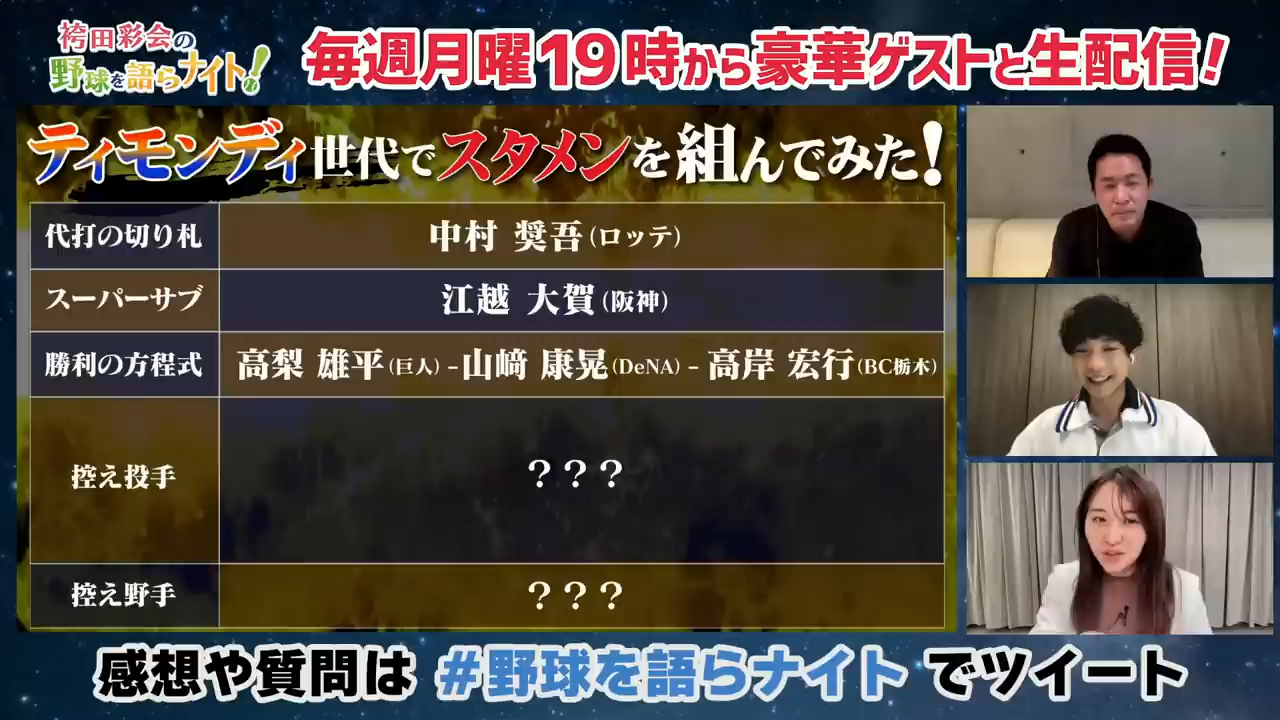 袴田彩会の
野球を語らナイト!!
毎週月曜19時から豪華ゲストと生配信!
ティモンディ世代でスタメンを組んでみた!
代打の切り札 中村 奨吾(ロッテ)
スーパーサブ 江越 大賀(阪神)
勝利の方程式 高梨 雄平(巨人)-山﨑 康晃(DeNA)-高岸 宏行(BC栃木)
控え投手 ???
控え野手 ???
感想や質問は #野球を語らナイト でツイート